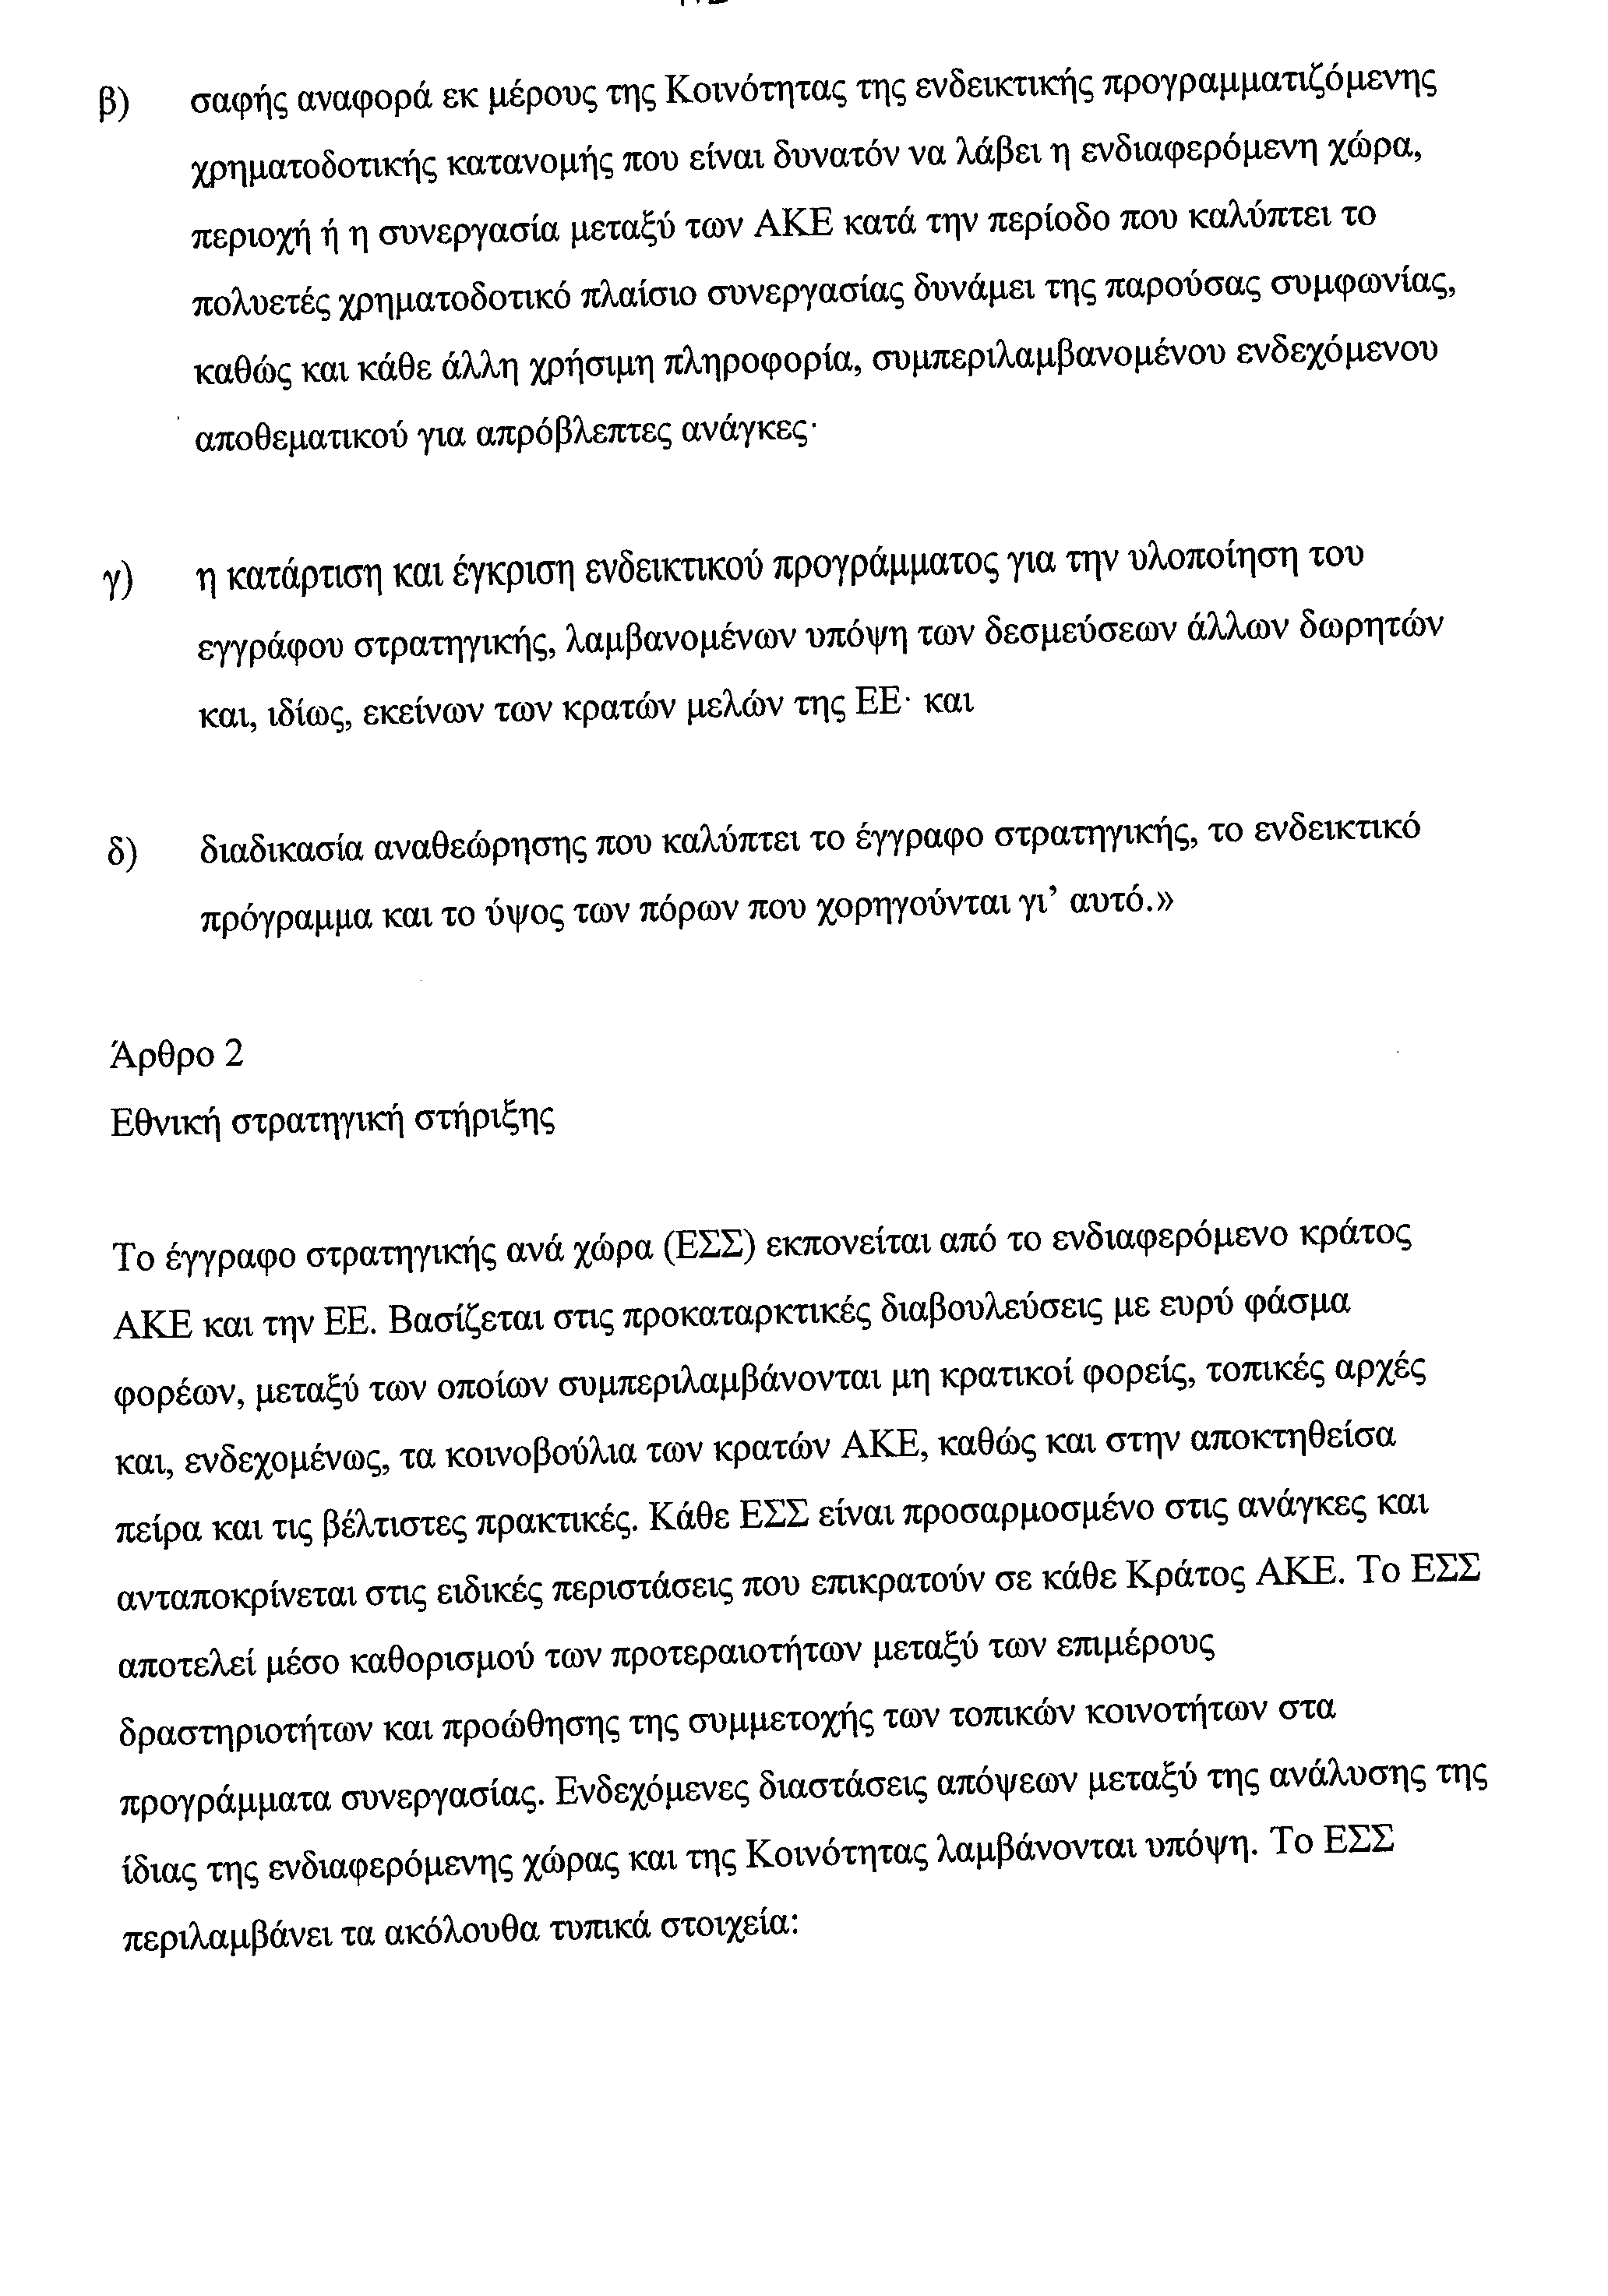 β) σαφής αναφορά εκ μέρους της Κοινότητας της ενδεικτικής προγραμματιζόμενης
χρηματοδοτικής κατανομής που είναι δυνατόν να λάβει η ενδιαφερόμενη χώρα,
περιοχή ή η συνεργασία μεταξύ των ΑΚΕ κατά την περίοδο που καλύπτει το
πολυετές χρηματοδοτικό πλαίσιο συνεργασίας δυνάμει της παρούσας συμφωνίας,
καθώς και κάθε άλλη χρήσιμη πληροφορία, συμπεριλαμβανομένου ενδεχόμενου
αποθεματικού για απρόβλεπτες ανάγκες·
γ) η κατάρτιση και έγκριση ενδεικτικού προγράμματος για την υλοποίηση του
εγγράφου στρατηγικής, λαμβανομένων υπόψη των δεσμεύσεων άλλων δωρητών
και, ιδίως, εκείνων των κρατών μελών της ΕΕ· και
δ) διαδικασία αναθεώρησης που καλύπτει το έγγραφο στρατηγικής, το ενδεικτικό
πρόγραμμα και το ύψος των πόρων που χορηγούνται γι’ αυτό.»
Άρθρο 2
Εθνική στρατηγική στήριξης
Το έγγραφο στρατηγικής ανά χώρα (ΕΣΣ) εκπονείται από το ενδιαφερόμενο κράτος
ΑΚΕ και την ΕΕ. Βασίζεται στις προκαταρκτικές διαβουλεύσεις με ευρύ φάσμα
φορέων, μεταξύ των οποίων συμπεριλαμβάνονται μη κρατικοί φορείς, τοπικές αρχές
και, ενδεχομένως, τα κοινοβούλια των κρατών ΑΚΕ, καθώς και στην αποκτηθείσα
πείρα και τις βέλτιστες πρακτικές. Κάθε ΕΣΣ είναι προσαρμοσμένο στις ανάγκες και
ανταποκρίνεται στις ειδικές περιστάσεις που επικρατούν σε κάθε Κράτος ΑΚΕ. Το ΕΣΣ
αποτελεί μέσο καθορισμού των προτεραιοτήτων μεταξύ των επιμέρους
δραστηριοτήτων και προώθησης της συμμετοχής των τοπικών κοινοτήτων στα
προγράμματα συνεργασίας. Ενδεχόμενες διαστάσεις απόψεων μεταξύ της ανάλυσης της
ίδιας της ενδιαφερόμενης χώρας και της Κοινότητας λαμβάνονται υπόψη. Το ΕΣΣ
περιλαμβάνει τα ακόλουθα τυπικά στοιχεία: